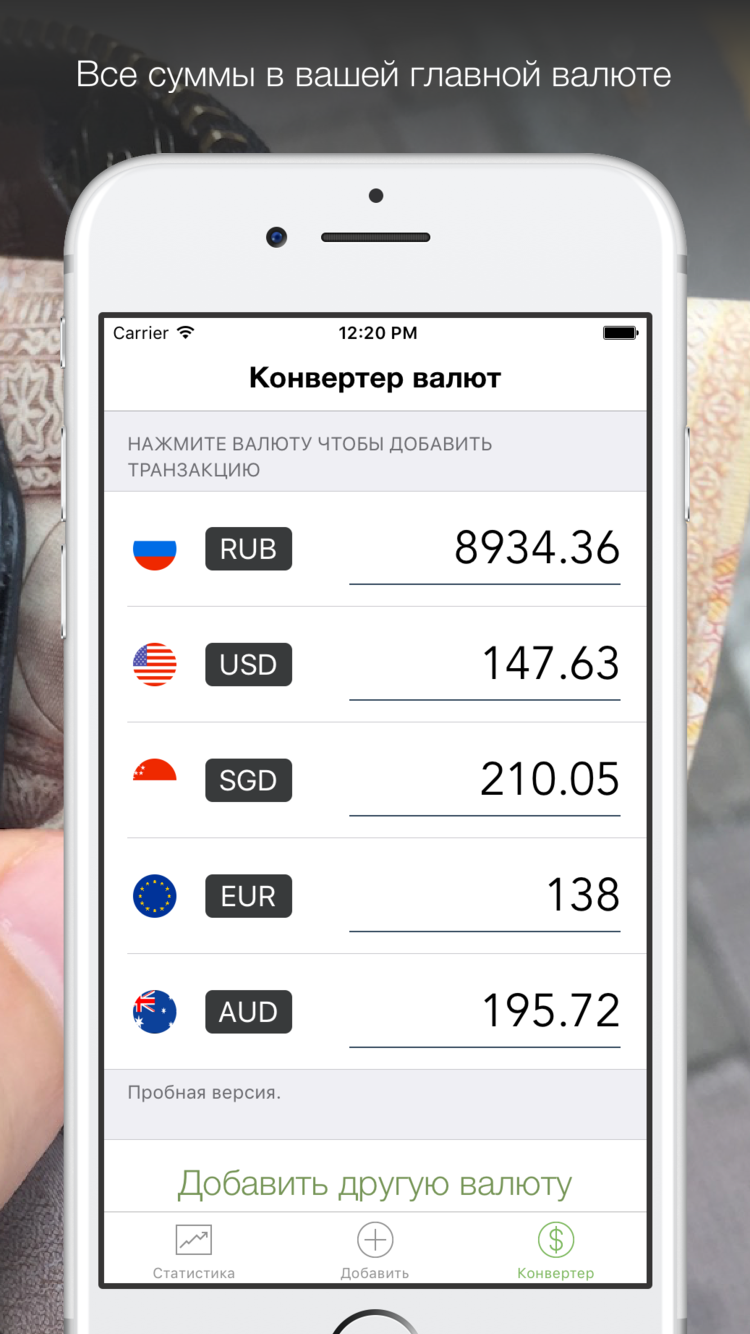 Все суммы в вашей главной валюте
Carrier 12:20 PM
Конвертер валют
НАЖМИТЕ ВАЛЮТУ ЧТОБЫ ДОБАВИТЬ
ТРАНЗАКЦИЮ
RUB 8934.36
USD 147.63
SGD 210.05
EUR 138
AUD 195.72
Пробная версия.
Добавить другую валюту
Статистика Добавить Конвертер